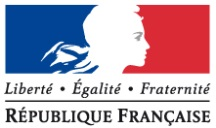 Liberté • Égalité • Fraternité
RÉPUBLIQUE FRANÇAISE